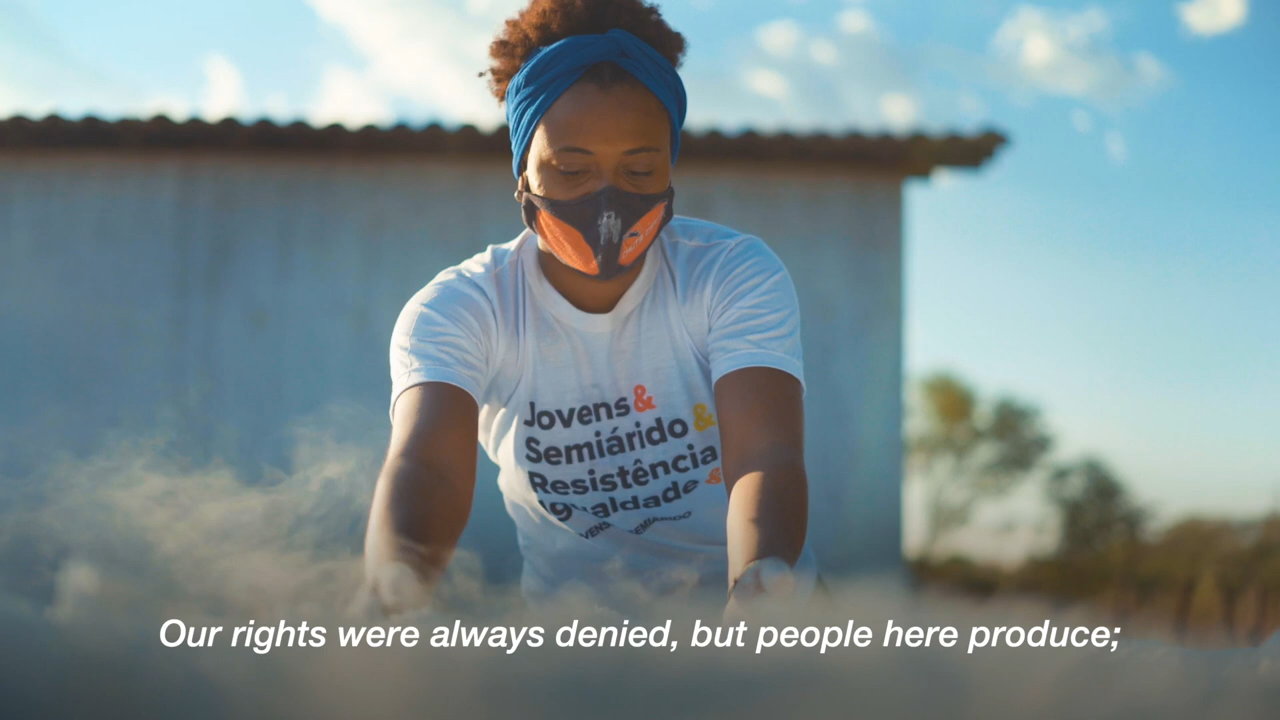 Jovens &
Semiárido &
Resistência
Igualdade &
Our rights were always denied, but people here produce;